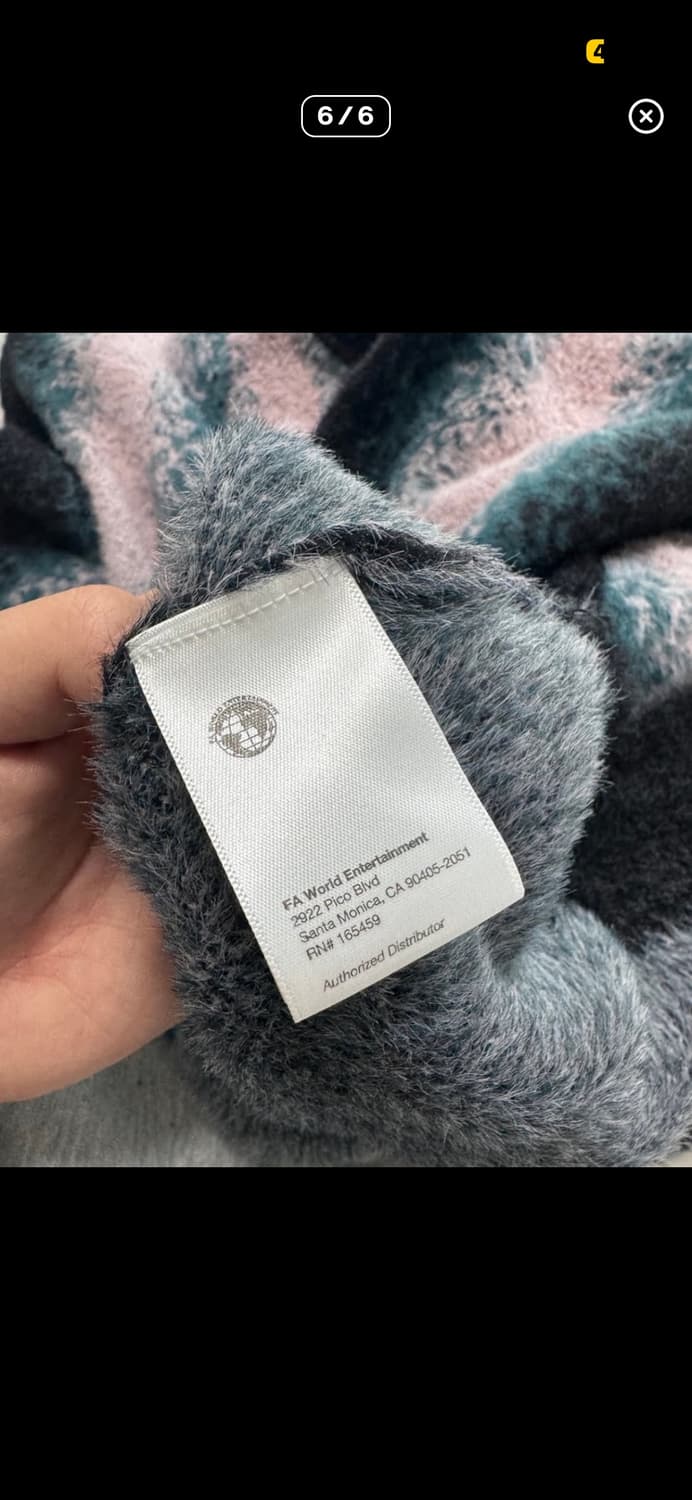 6/6
FA World Entertainment
2922 Pico Blvd
Santa Monica, CA 90405-2051
RN# 165459
Authorized Distributor